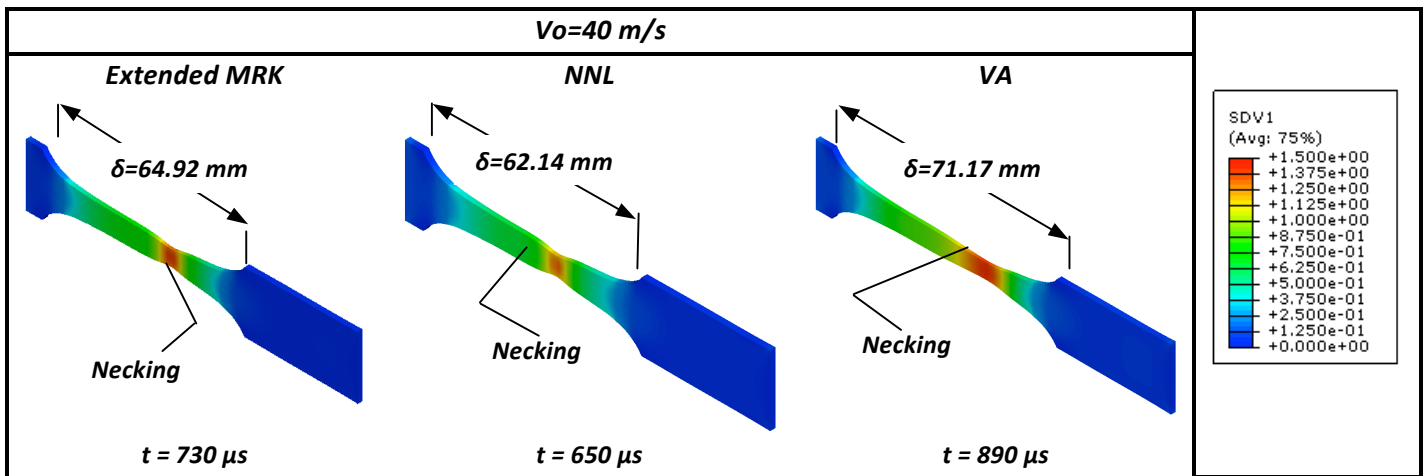 Vo=40 m/s
Extended MRK
NNL
VA
δ=64.92 mm
δ=62.14 mm
δ=71.17 mm
Necking
Necking
Necking
t = 730 µs
t = 650 µs
t = 890 µs
SDV1
(Avg: 75%)
+1.500e+00
+1.375e+00
+1.250e+00
+1.125e+00
+1.000e+00
+8.750e-01
+7.500e-01
+6.250e-01
+5.000e-01
+3.750e-01
+2.500e-01
+1.250e-01
+0.000e+00